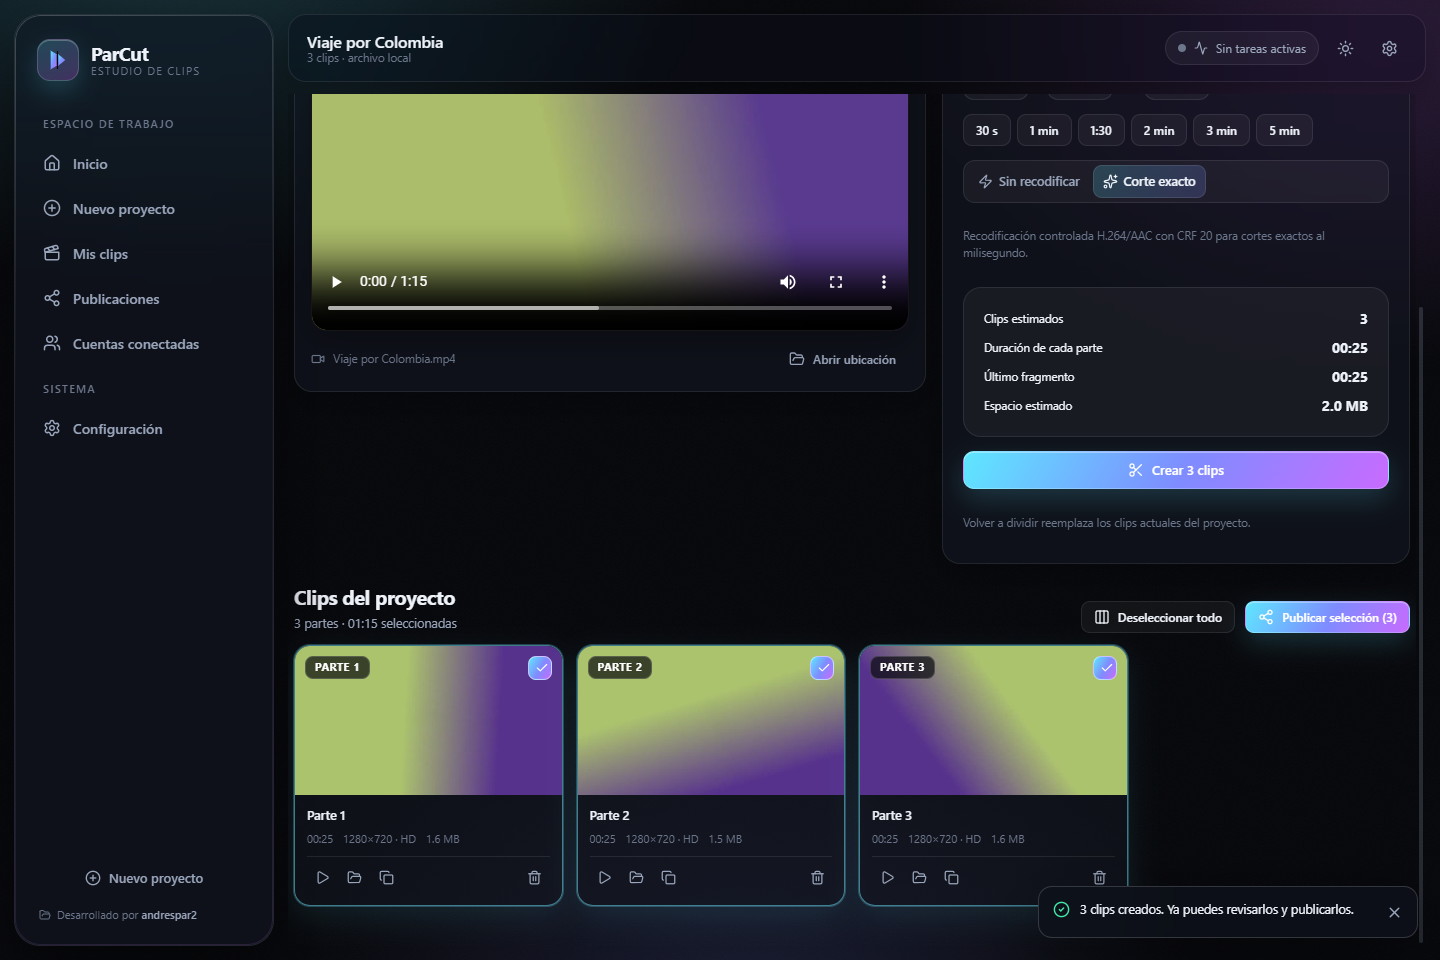 ParCut
ESTUDIO DE CLIPS
ESPACIO DE TRABAJO
Inicio
Nuevo proyecto
Mis clips
Publicaciones
Cuentas conectadas
SISTEMA
Configuración
Nuevo proyecto
Desarrollado por andrespar2
Viaje por Colombia
3 clips · archivo local
Sin tareas activas
0:00 / 1:15
Viaje por Colombia.mp4
Abrir ubicación
30 s
1 min
1:30
2 min
3 min
5 min
Sin recodificar
Corte exacto
Recodificación controlada H.264/AAC con CRF 20 para cortes exactos al
milisegundo.
Clips estimados 3
Duración de cada parte 00:25
Último fragmento 00:25
Espacio estimado 2.0 MB
Crear 3 clips
Volver a dividir reemplaza los clips actuales del proyecto.
Clips del proyecto
3 partes · 01:15 seleccionadas
Deseleccionar todo
Publicar selección (3)
PARTE 1
Parte 1
00:25 1280×720 · HD 1.6 MB
PARTE 2
Parte 2
00:25 1280×720 · HD 1.5 MB
PARTE 3
Parte 3
00:25 1280×720 · HD 1.6 MB
3 clips creados. Ya puedes revisarlos y publicarlos.